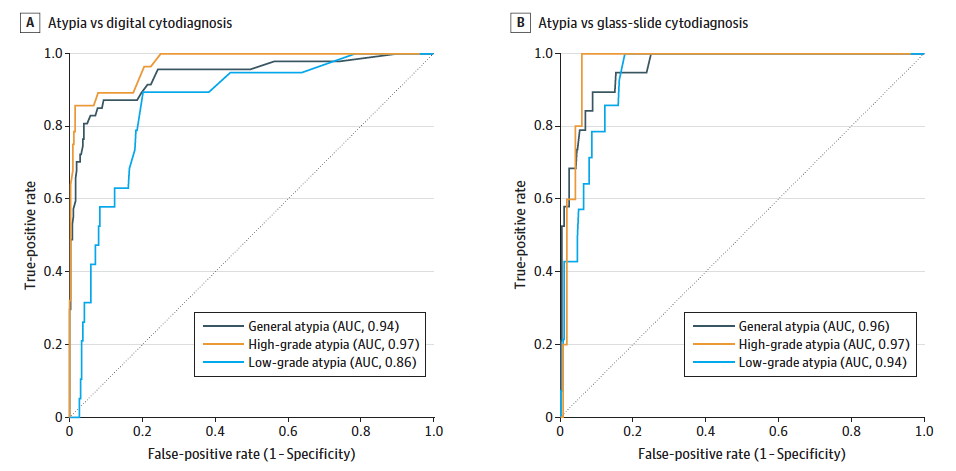 A Atypia vs digital cytodiagnosis
1.0
0.8
0.6
0.4
0.2
0
True-positive rate
0 0.2 0.4 0.6 0.8 1.0
False-positive rate (1 – Specificity)
General atypia (AUC, 0.94)
High-grade atypia (AUC, 0.97)
Low-grade atypia (AUC, 0.86)
B Atypia vs glass-slide cytodiagnosis
1.0
0.8
0.6
0.4
0.2
0
True-positive rate
0 0.2 0.4 0.6 0.8 1.0
False-positive rate (1 – Specificity)
General atypia (AUC, 0.96)
High-grade atypia (AUC, 0.97)
Low-grade atypia (AUC, 0.94)